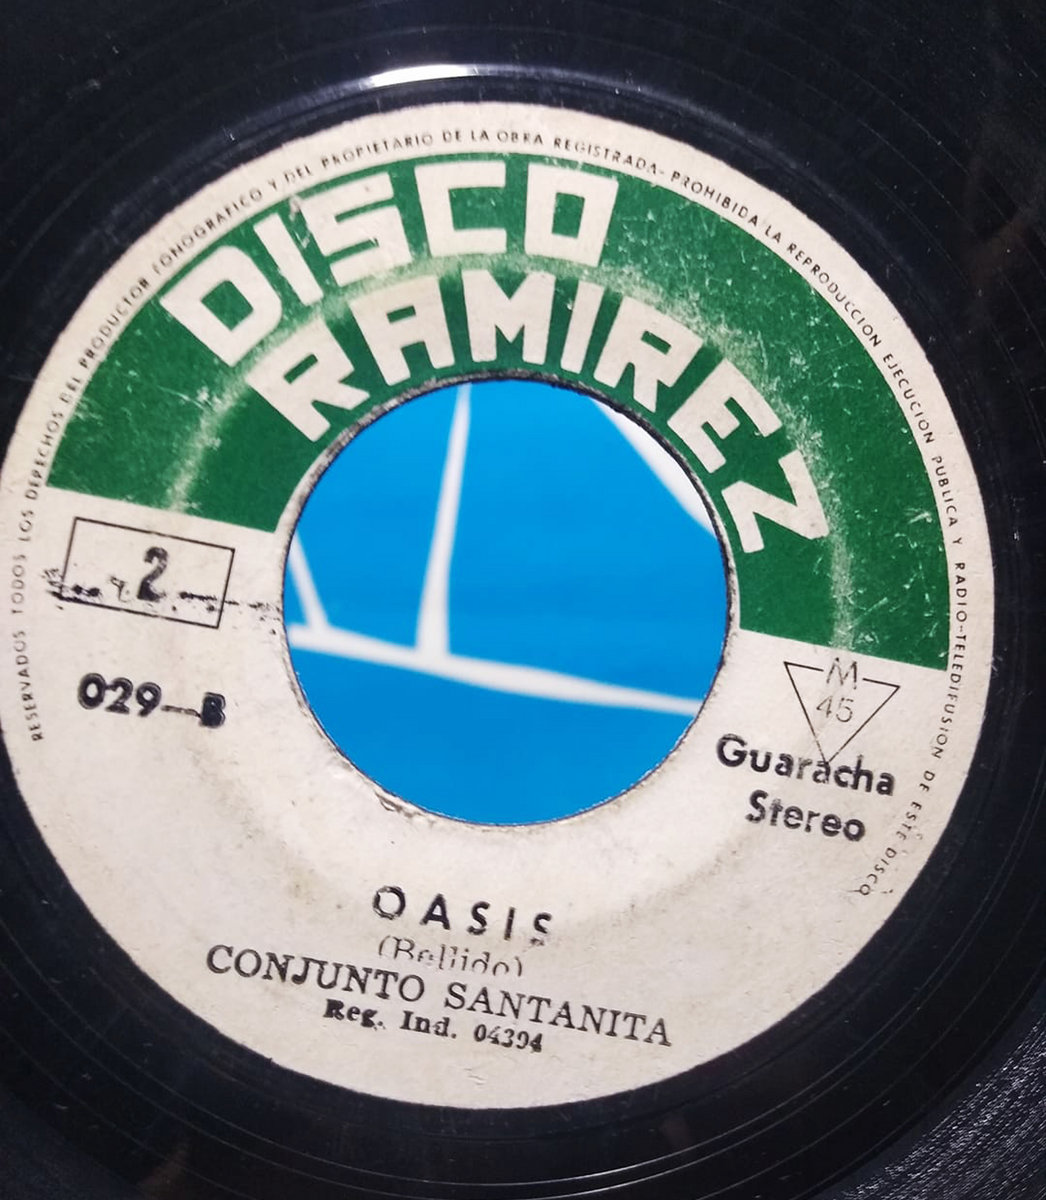 RESERVADOS TODOS LOS DERECHOS DEL PRODUCTOR FONOGRAFICO Y DEL PROPIETARIO DE LA OBRA REGISTRADA- PROHIBIDA LA REPRODUCCION EJECUCION PUBLICA Y RADIO-TELEDIFUSION DE ESTE DISCO
DISCO
RAMIREZ
2
029-B
M
45
Guaracha
Stereo
OASIS
(Bellido)
CONJUNTO SANTANITA
Reg. Ind. 04394